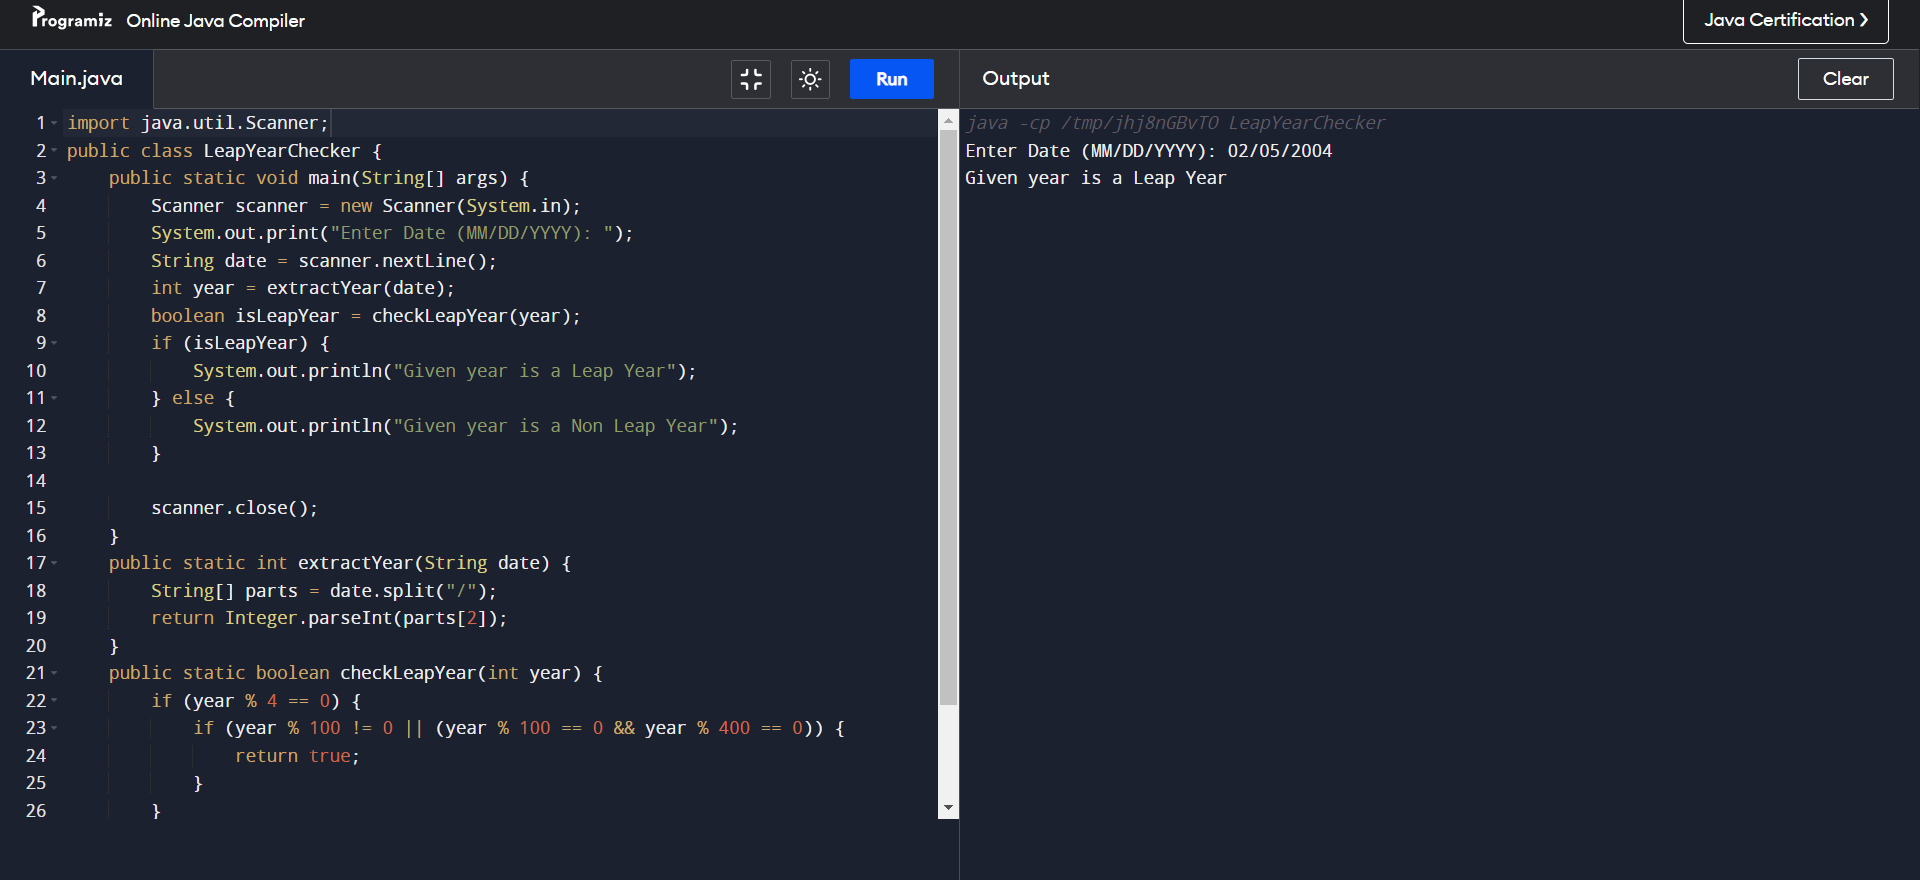 Programiz Online Java Compiler
Java Certification ❯
Main.java
Run
Output
Clear
1 import java.util.Scanner;
2 public class LeapYearChecker {
3     public static void main(String[] args) {
4         Scanner scanner = new Scanner(System.in);
5         System.out.print("Enter Date (MM/DD/YYYY): ");
6         String date = scanner.nextLine();
7         int year = extractYear(date);
8         boolean isLeapYear = checkLeapYear(year);
9         if (isLeapYear) {
10             System.out.println("Given year is a Leap Year");
11         } else {
12             System.out.println("Given year is a Non Leap Year");
13         }
14
15         scanner.close();
16     }
17     public static int extractYear(String date) {
18         String[] parts = date.split("/");
19         return Integer.parseInt(parts[2]);
20     }
21     public static boolean checkLeapYear(int year) {
22         if (year % 4 == 0) {
23             if (year % 100 != 0 || (year % 100 == 0 && year % 400 == 0)) {
24                 return true;
25             }
26         }
java -cp /tmp/jhj8nGBvTO LeapYearChecker
Enter Date (MM/DD/YYYY): 02/05/2004
Given year is a Leap Year